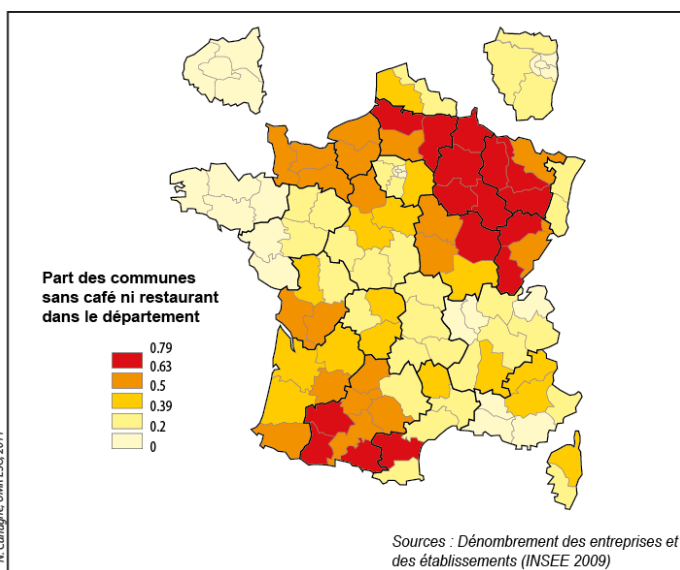 Part des communes
sans café ni restaurant
dans le département
0.79
0.63
0.5
0.39
0.2
0
Sources : Dénombrement des entreprises et
des établissements (INSEE 2009)